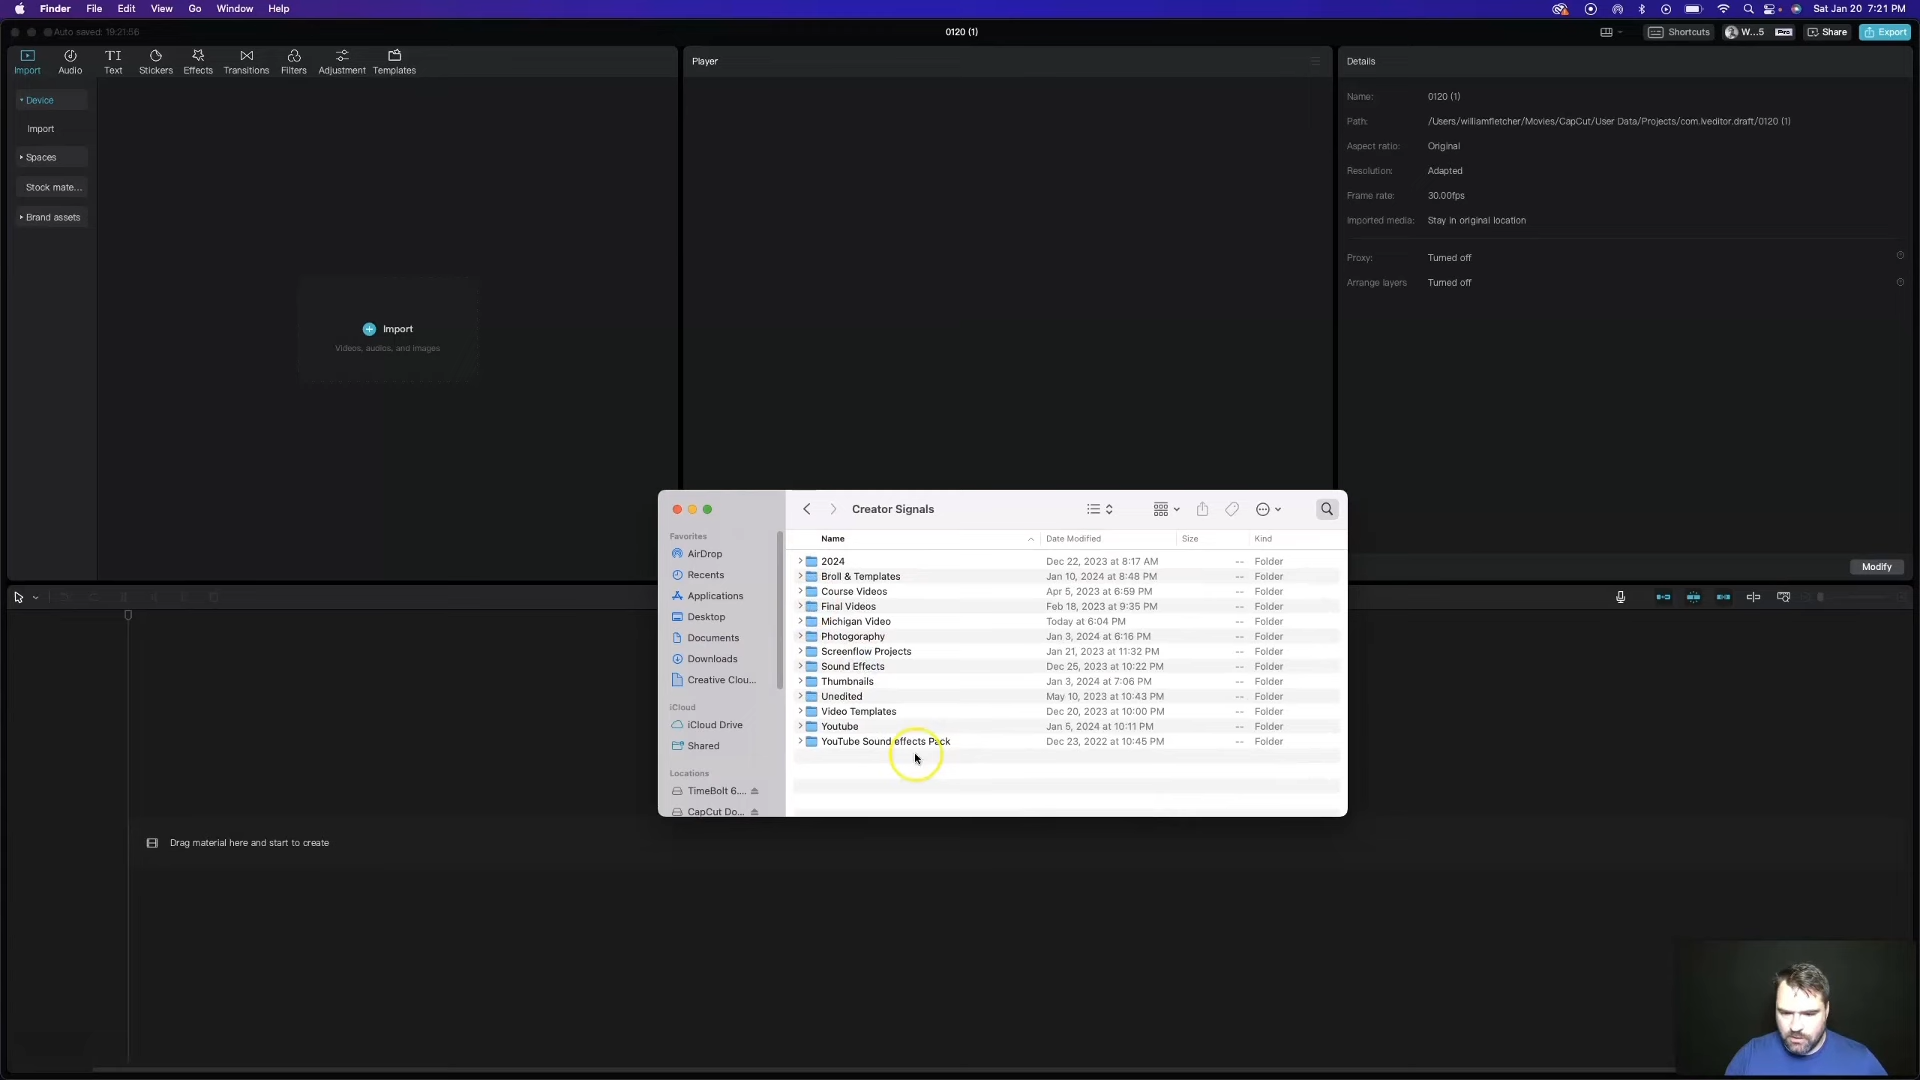 Finder File Edit View Go Window Help
Sat Jan 20 7:21 PM
Auto saved: 19:21:56
0120 (1)
Shortcuts W...5 Pro Share Export
Import Audio Text Stickers Effects Transitions Filters Adjustment Templates
Device
Import
Spaces
Stock mate...
Brand assets
Import
Videos, audios, and images
Player
Details
Name: 0120 (1)
Path: /Users/williamfletcher/Movies/CapCut/User Data/Projects/com.lveditor.draft/0120 (1)
Aspect ratio: Original
Resolution: Adapted
Frame rate: 30.00fps
Imported media: Stay in original location
Proxy: Turned off
Arrange layers Turned off
Modify
Creator Signals
Favorites
AirDrop
Recents
Applications
Desktop
Documents
Downloads
Creative Clou...
iCloud
iCloud Drive
Shared
Locations
TimeBolt 6....
CapCut Do...
Name Date Modified Size Kind
2024 Dec 22, 2023 at 8:17 AM -- Folder
Broll & Templates Jan 10, 2024 at 8:48 PM -- Folder
Course Videos Apr 5, 2023 at 6:59 PM -- Folder
Final Videos Feb 18, 2023 at 9:35 PM -- Folder
Michigan Video Today at 6:04 PM -- Folder
Photogoraphy Jan 3, 2024 at 6:16 PM -- Folder
Screenflow Projects Jan 21, 2023 at 11:32 PM -- Folder
Sound Effects Dec 25, 2023 at 10:22 PM -- Folder
Thumbnails Jan 3, 2024 at 7:06 PM -- Folder
Unedited May 10, 2023 at 10:43 PM -- Folder
Video Templates Dec 20, 2023 at 10:00 PM -- Folder
Youtube Jan 5, 2024 at 10:11 PM -- Folder
YouTube Sound effects Pack Dec 23, 2022 at 10:45 PM -- Folder
Drag material here and start to create